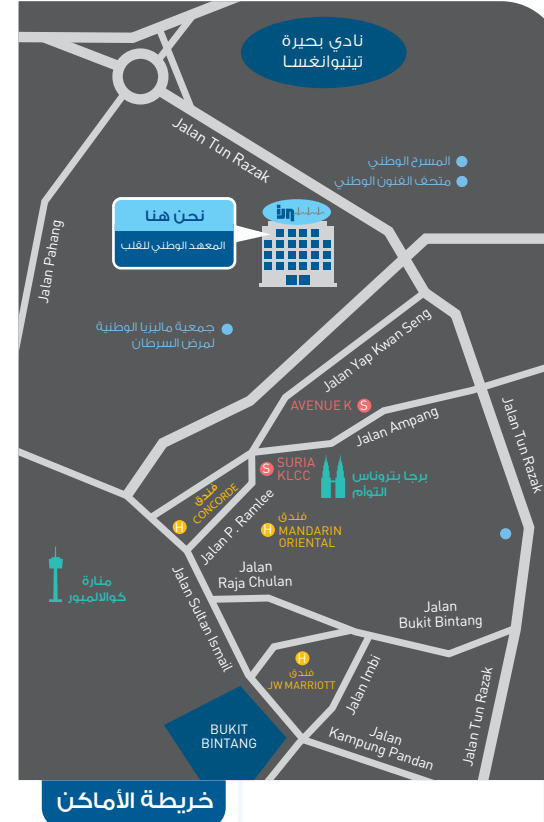 نادي بحيرة
تيتيوانغسا
Jalan Tun Razak
المسرح الوطني
متحف الفنون الوطني
نحن هنا
المعهد الوطني للقلب
ijn
Jalan Pahang
جمعية ماليزيا الوطنية
لمرض السرطان
Jalan Yap Kwan Seng
AVENUE K S
Jalan Ampang
Jalan Tun Razak
S SURIA
KLCC
برجا بتروناس
التوأم
فندق
CONCORDE
H
Jalan P. Ramlee
فندق
H MANDARIN
ORIENTAL
منارة
كوالالمبور
Jalan
Raja Chulan
Jalan Sultan Ismail
Jalan
Bukit Bintang
H
فندق
JW MARRIOTT
Jalan Imbi
Jalan Tun Razak
Jalan
Kampung Pandan
BUKIT
BINTANG
خريطة الأماكن